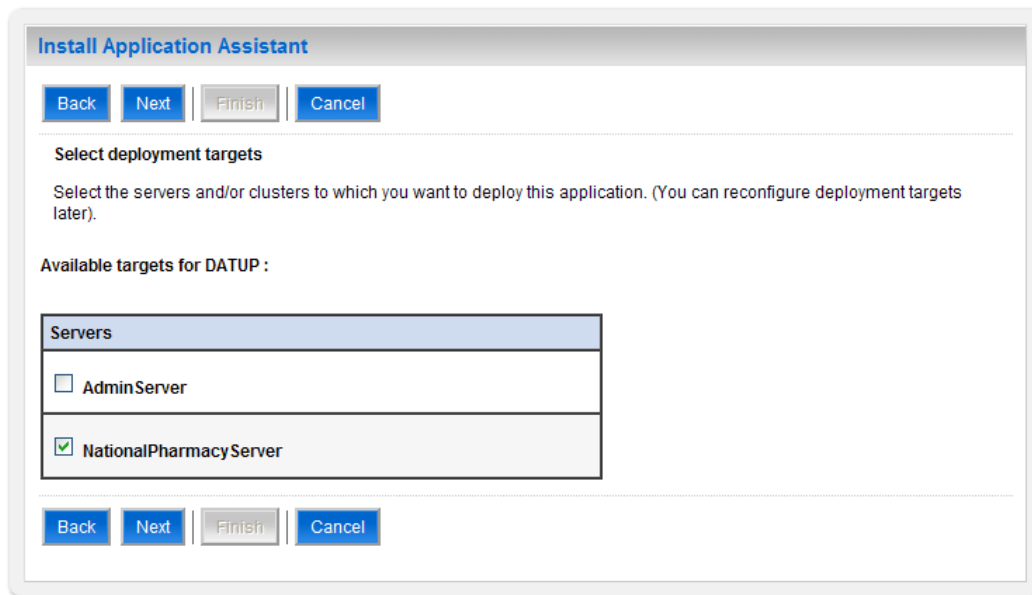 Install Application Assistant
Back Next Finish Cancel
Select deployment targets
Select the servers and/or clusters to which you want to deploy this application. (You can reconfigure deployment targets
later).
Available targets for DATUP :
Servers
AdminServer
NationalPharmacyServer
Back Next Finish Cancel